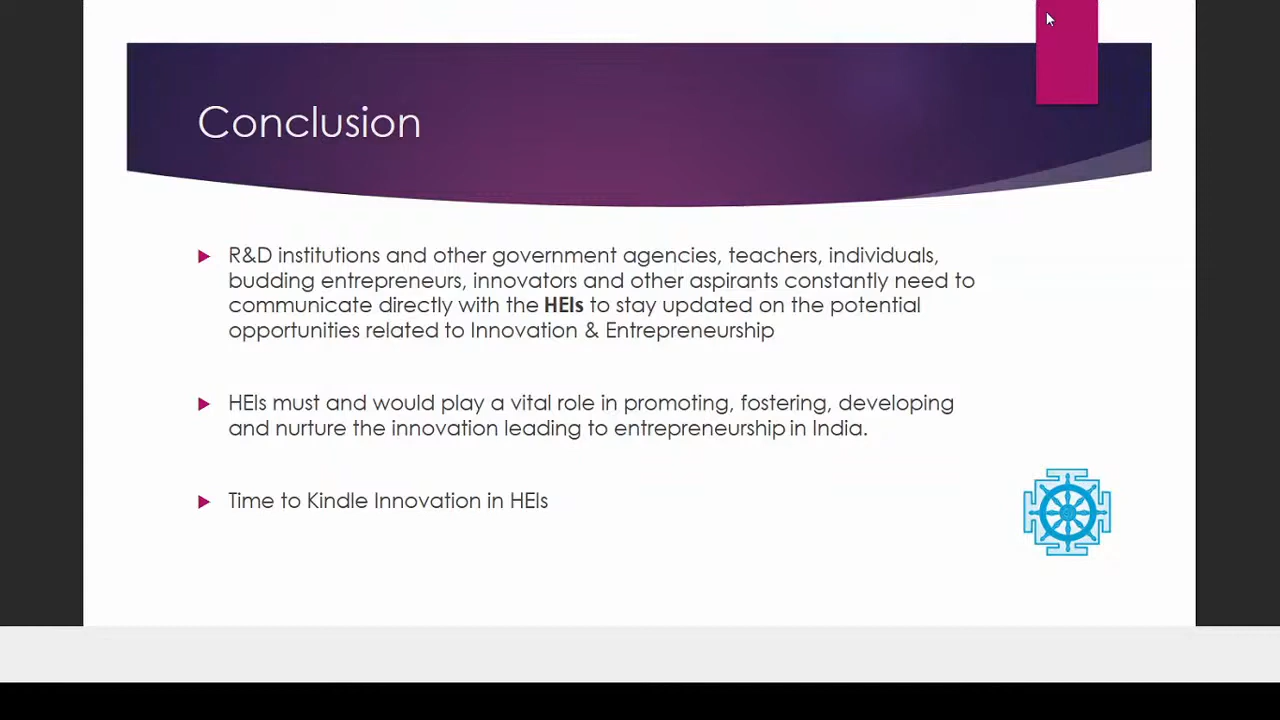 Conclusion
R&D institutions and other government agencies, teachers, individuals,
budding entrepreneurs, innovators and other aspirants constantly need to
communicate directly with the HEIs to stay updated on the potential
opportunities related to Innovation & Entrepreneurship
HEIs must and would play a vital role in promoting, fostering, developing
and nurture the innovation leading to entrepreneurship in India.
Time to Kindle Innovation in HEIs